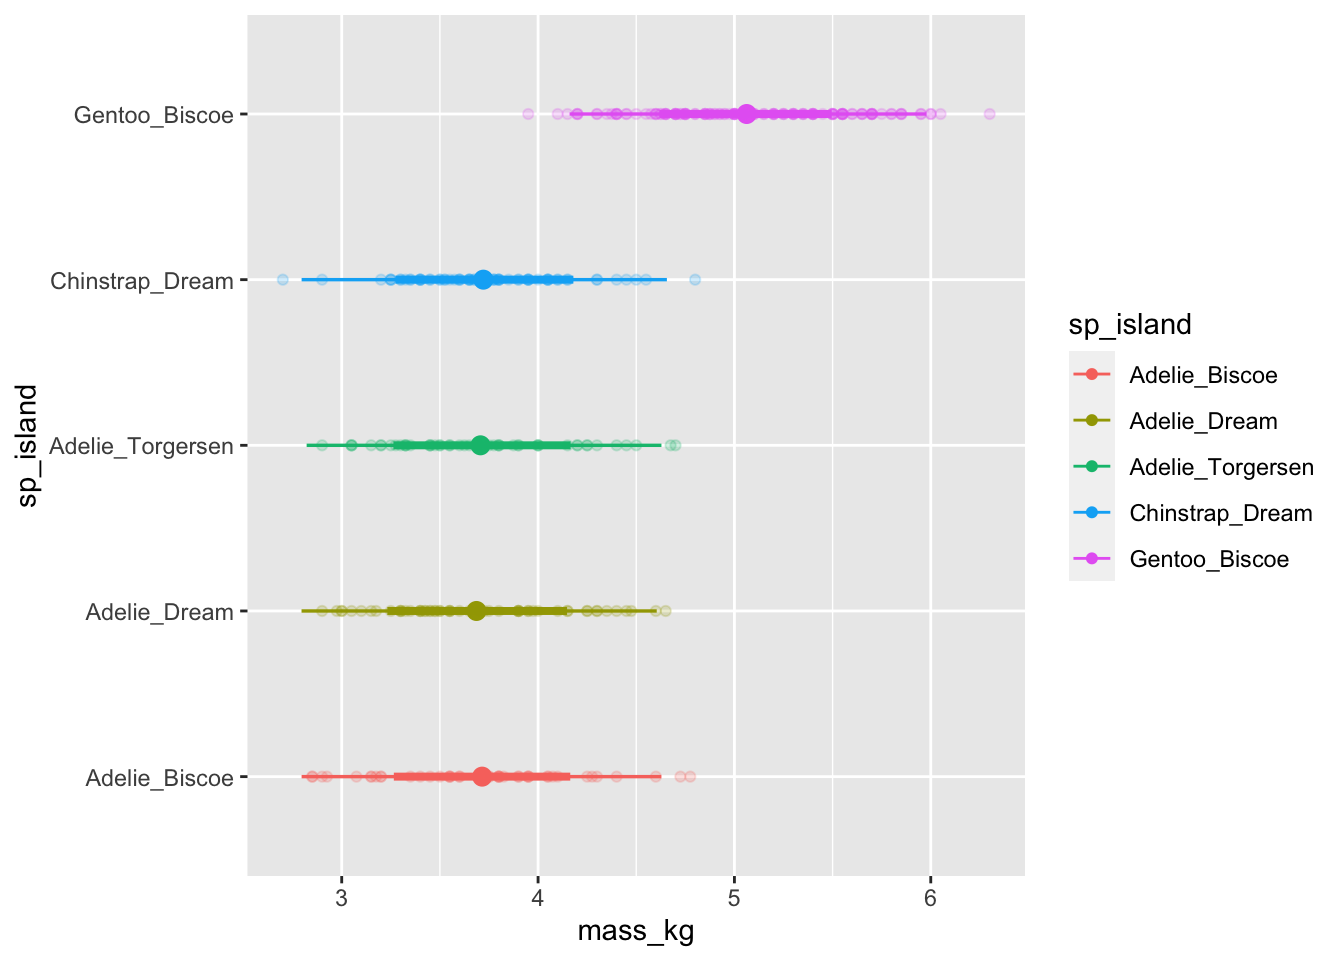 Gentoo_Biscoe
Chinstrap_Dream
Adelie_Torgersen
Adelie_Dream
Adelie_Biscoe
sp_island
3 4 5 6
mass_kg
sp_island
Adelie_Biscoe
Adelie_Dream
Adelie_Torgersen
Chinstrap_Dream
Gentoo_Biscoe